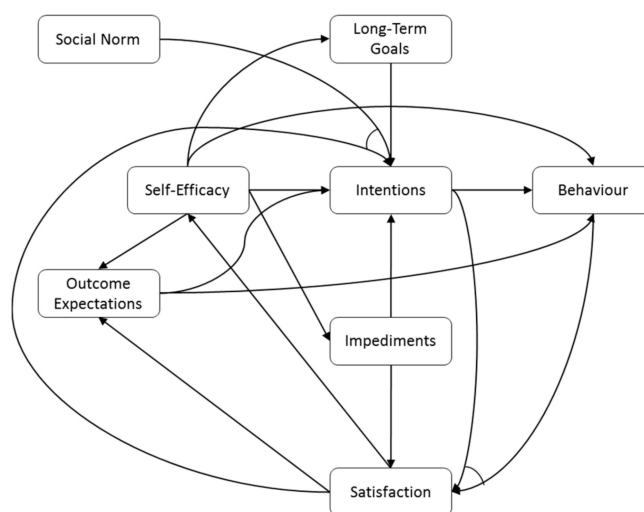 Social Norm
Long-Term
Goals
Self-Efficacy
Intentions
Behaviour
Outcome
Expectations
Impediments
Satisfaction